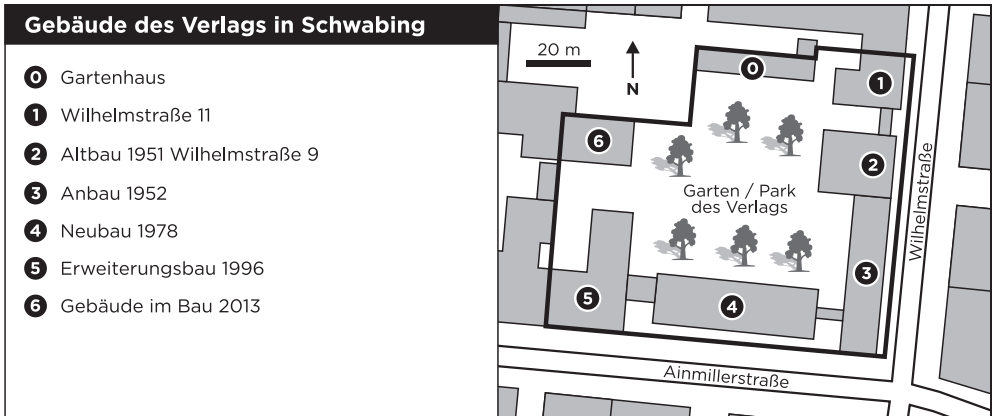 Gebäude des Verlags in Schwabing
0 Gartenhaus
1 Wilhelmstraße 11
2 Altbau 1951 Wilhelmstraße 9
3 Anbau 1952
4 Neubau 1978
5 Erweiterungsbau 1996
6 Gebäude im Bau 2013
20 m
N
0
1
6
2
Garten / Park
des Verlags
Wilhelmstraße
3
5
4
Ainmillerstraße